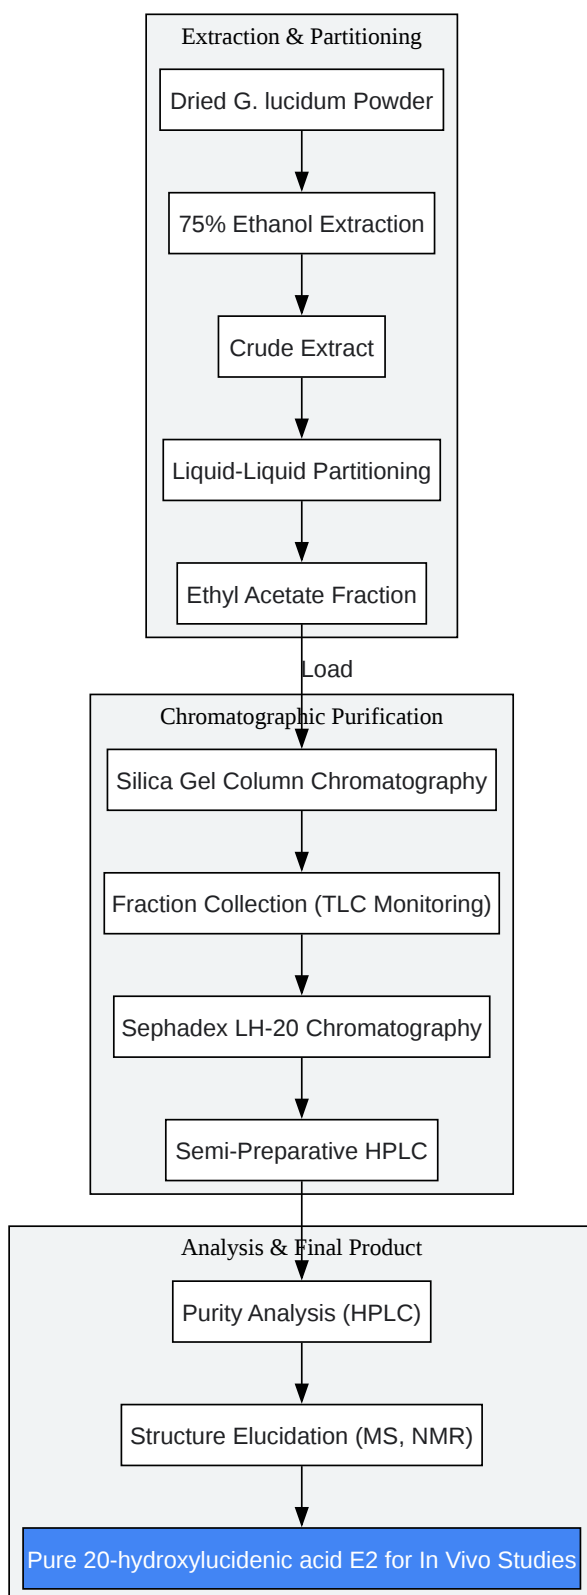 Extraction & Partitioning
Dried G. lucidum Powder
75% Ethanol Extraction
Crude Extract
Liquid-Liquid Partitioning
Ethyl Acetate Fraction
Load
Chromatographic Purification
Silica Gel Column Chromatography
Fraction Collection (TLC Monitoring)
Sephadex LH-20 Chromatography
Semi-Preparative HPLC
Analysis & Final Product
Purity Analysis (HPLC)
Structure Elucidation (MS, NMR)
Pure 20-hydroxylucidenic acid E2 for In Vivo Studies